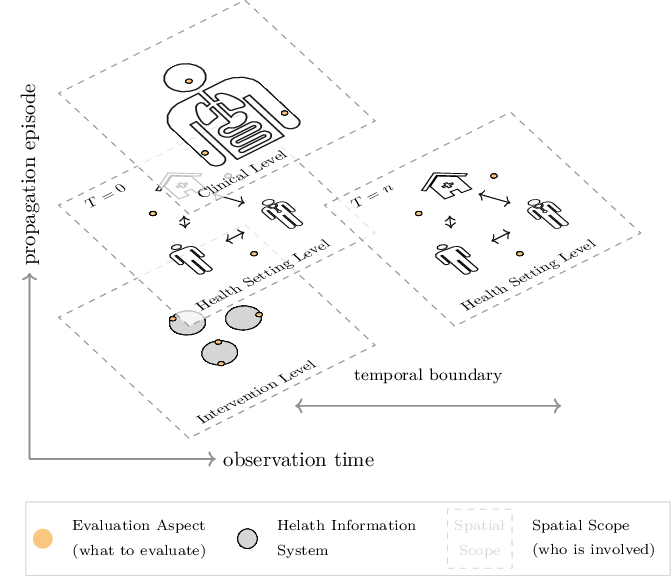 propagation episode
Clinical Level
T = 0
T = n
Health Setting Level
Health Setting Level
Intervention Level
temporal boundary
observation time
Evaluation Aspect
(what to evaluate)
Helath Information
System
Spatial
Scope
Spatial Scope
(who is involved)